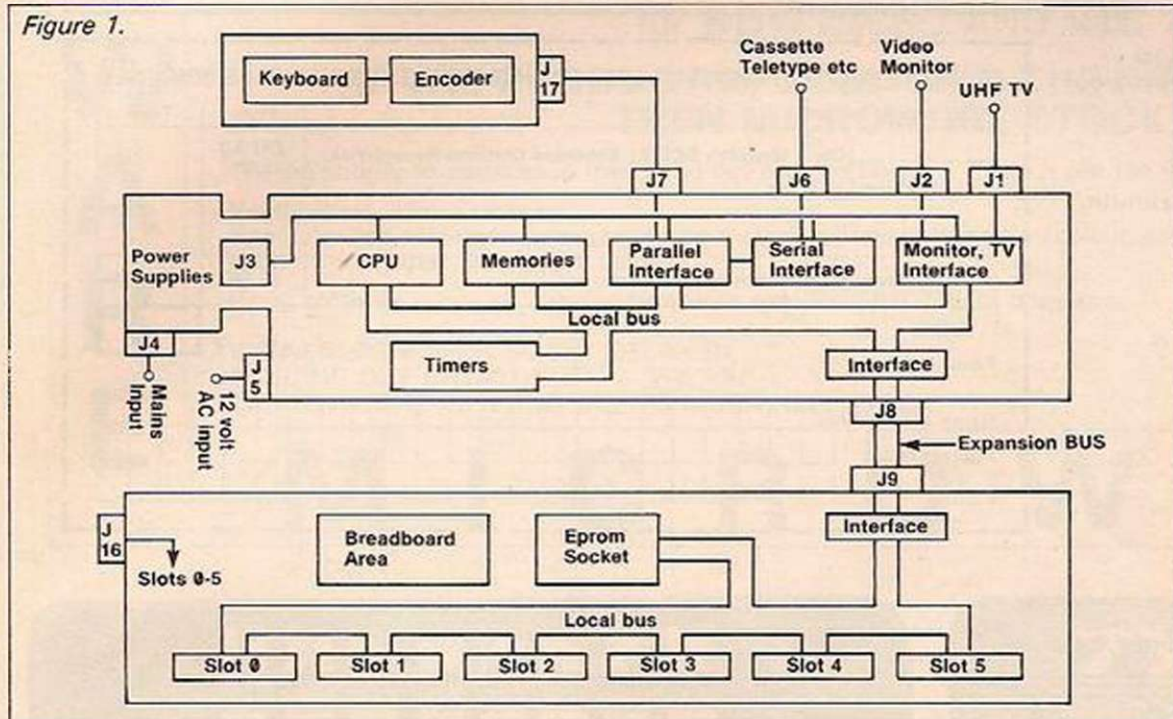 Figure 1.
Keyboard
Encoder
J
17
Cassette
Teletype etc
Video
Monitor
UHF TV
J7
J6
J2
J1
Power
Supplies
J3
CPU
Memories
Parallel
Interface
Serial
Interface
Monitor, TV
Interface
Local bus
J4
J
5
Timers
Interface
Mains
Input
12 volt
AC input
J8
Expansion BUS
J9
J
16
Slots 0-5
Breadboard
Area
Eprom
Socket
Interface
Local bus
Slot 0
Slot 1
Slot 2
Slot 3
Slot 4
Slot 5